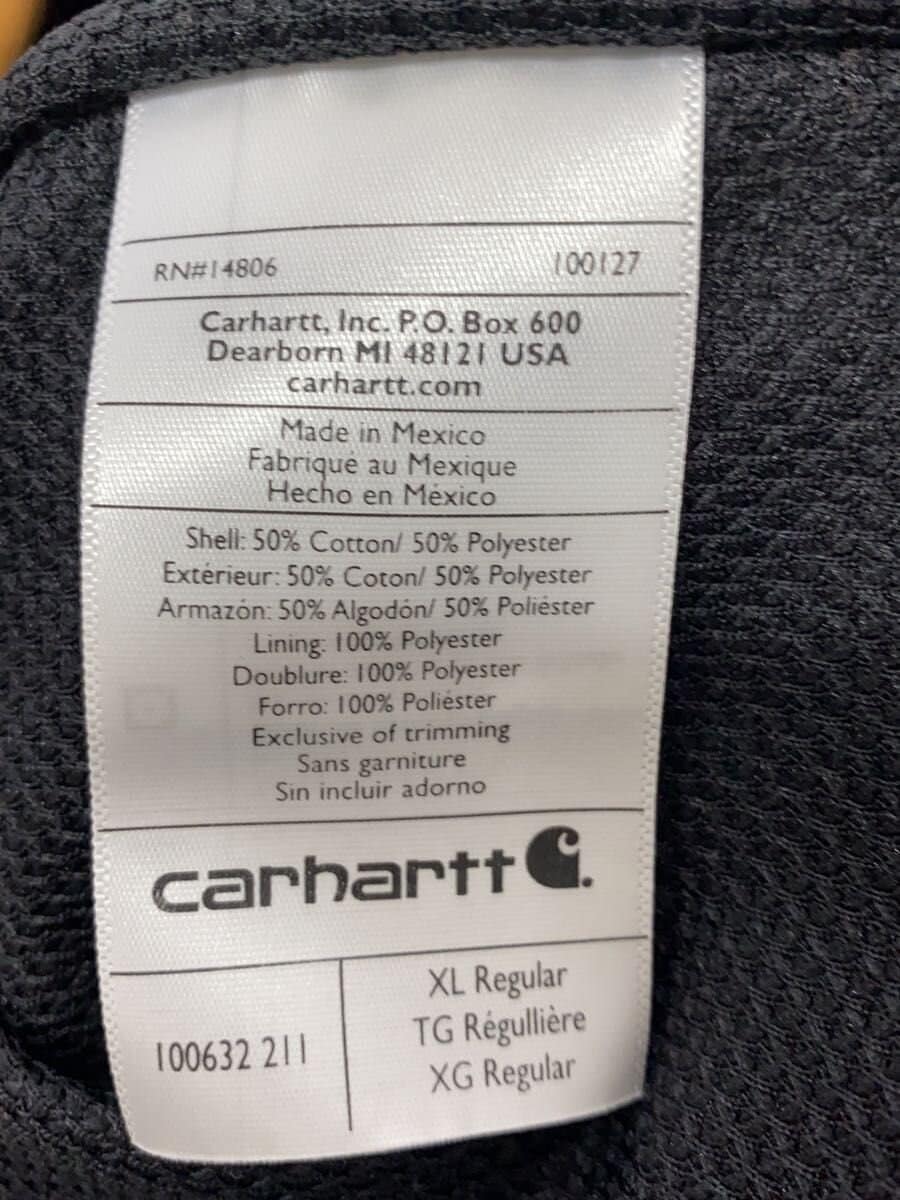 RN#14806 100127
Carhartt, Inc. P.O. Box 600
Dearborn MI 48121 USA
carhartt.com
Made in Mexico
Fabriqué au Mexique
Hecho en México
Shell: 50% Cotton/ 50% Polyester
Extérieur: 50% Coton/ 50% Polyester
Armazón: 50% Algodón/ 50% Poliéster
Lining: 100% Polyester
Doublure: 100% Polyester
Forro: 100% Poliéster
Exclusive of trimming
Sans garniture
Sin incluir adorno
carhartt
100632 211
XL Regular
TG Régullière
XG Regular